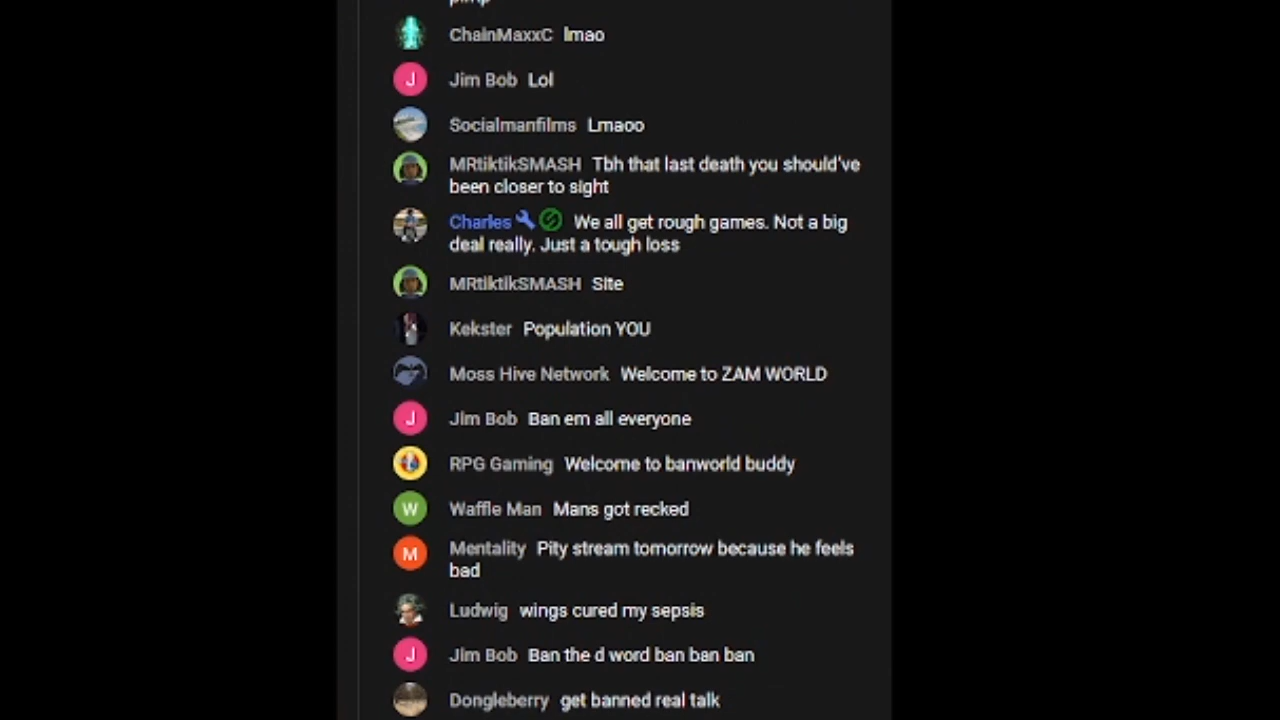 pimp
ChainMaxxC lmao
Jim Bob Lol
Socialmanfilms Lmaoo
MRtiktikSMASH Tbh that last death you should've
been closer to sight
Charles We all get rough games. Not a big
deal really. Just a tough loss
MRtiktikSMASH Site
Kekster Population YOU
Moss Hive Network Welcome to ZAM WORLD
J
Jim Bob Ban em all everyone
RPG Gaming Welcome to banworld buddy
W
Waffle Man Mans got recked
M
Mentality Pity stream tomorrow because he feels
bad
Ludwig wings cured my sepsis
J
Jim Bob Ban the d word ban ban ban
Dongleberry get banned real talk